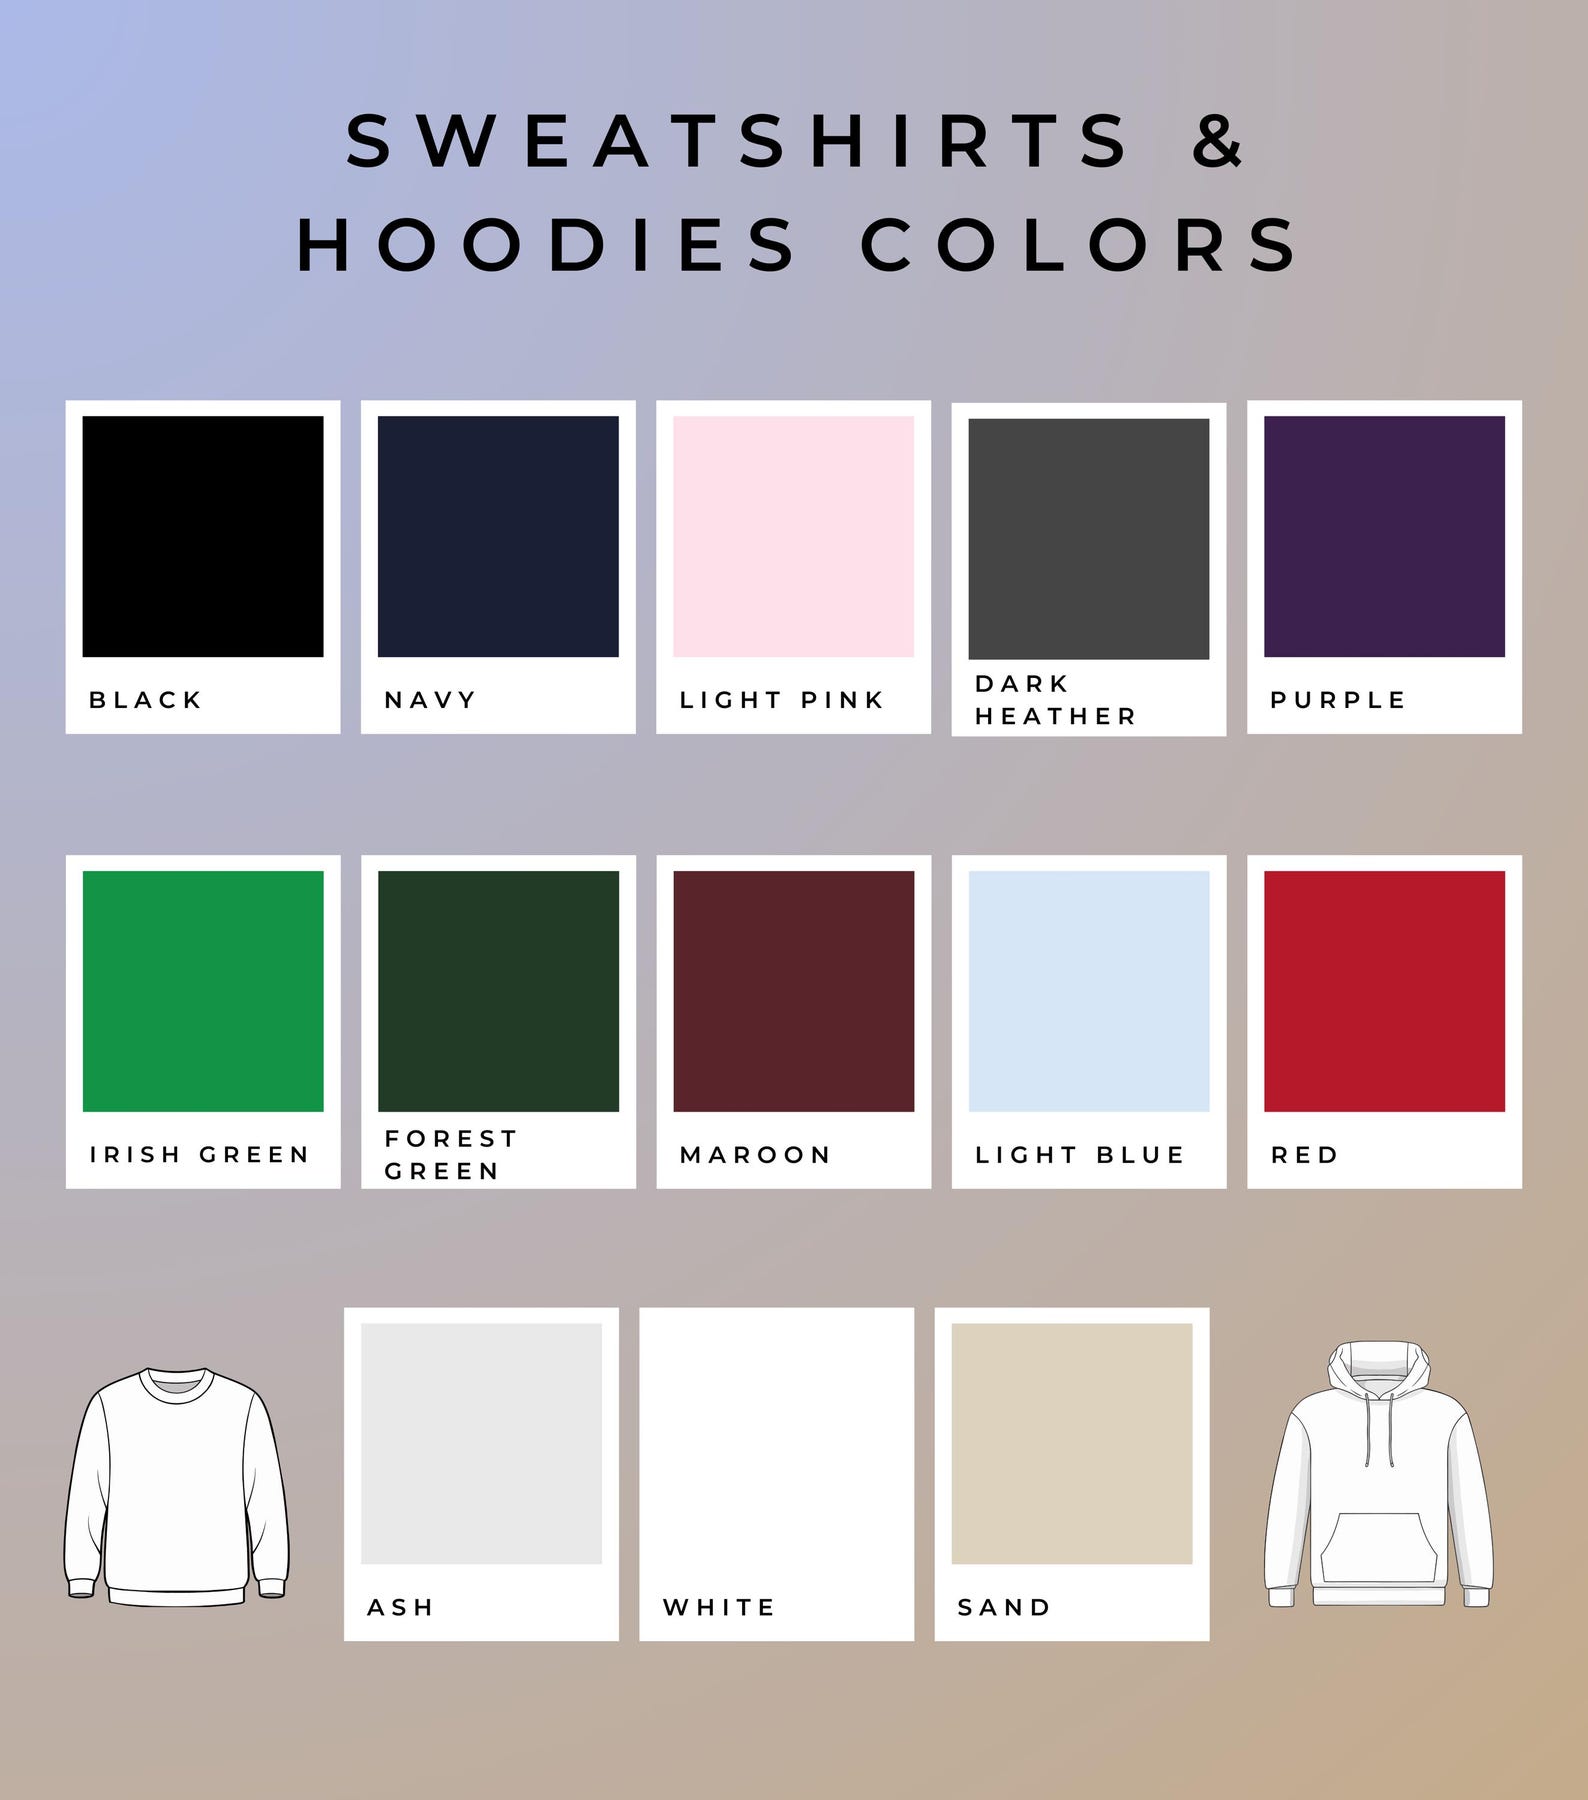 SWEATSHIRTS &
HOODIES COLORS
BLACK
NAVY
LIGHT PINK
DARK
HEATHER
PURPLE
IRISH GREEN
FOREST
GREEN
MAROON
LIGHT BLUE
RED
ASH
WHITE
SAND